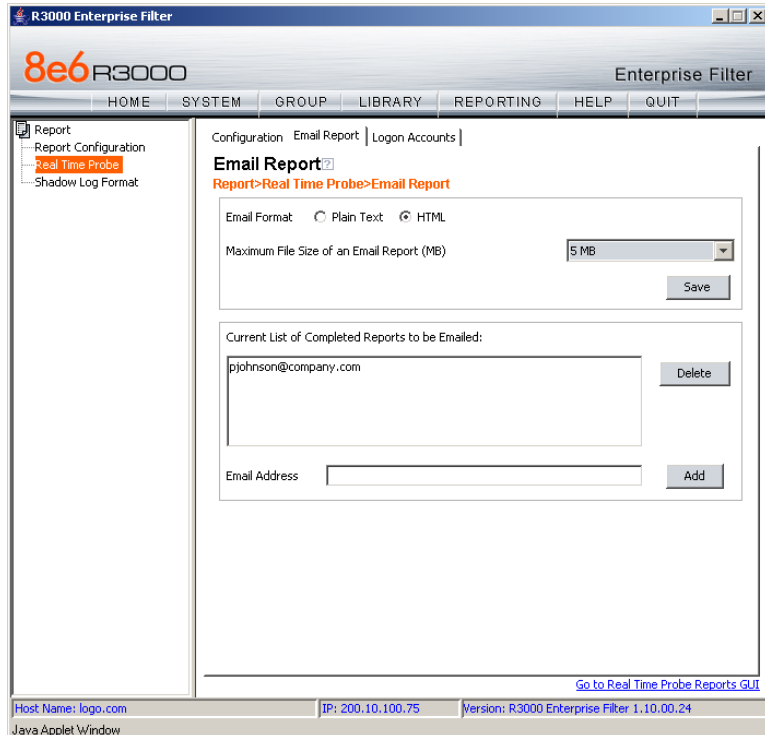 R3000 Enterprise Filter
8e6 R3000
Enterprise Filter
HOME SYSTEM GROUP LIBRARY REPORTING HELP QUIT
Report
Report Configuration
Real Time Probe
Shadow Log Format
Configuration Email Report Logon Accounts
Email Report ?
Report>Real Time Probe>Email Report
Email Format Plain Text HTML
Maximum File Size of an Email Report (MB) 5 MB
Save
Current List of Completed Reports to be Emailed:
pjohnson@company.com
Delete
Email Address Add
Go to Real Time Probe Reports GUI
Host Name: logo.com IP: 200.10.100.75 Version: R3000 Enterprise Filter 1.10.00.24
Java Applet Window